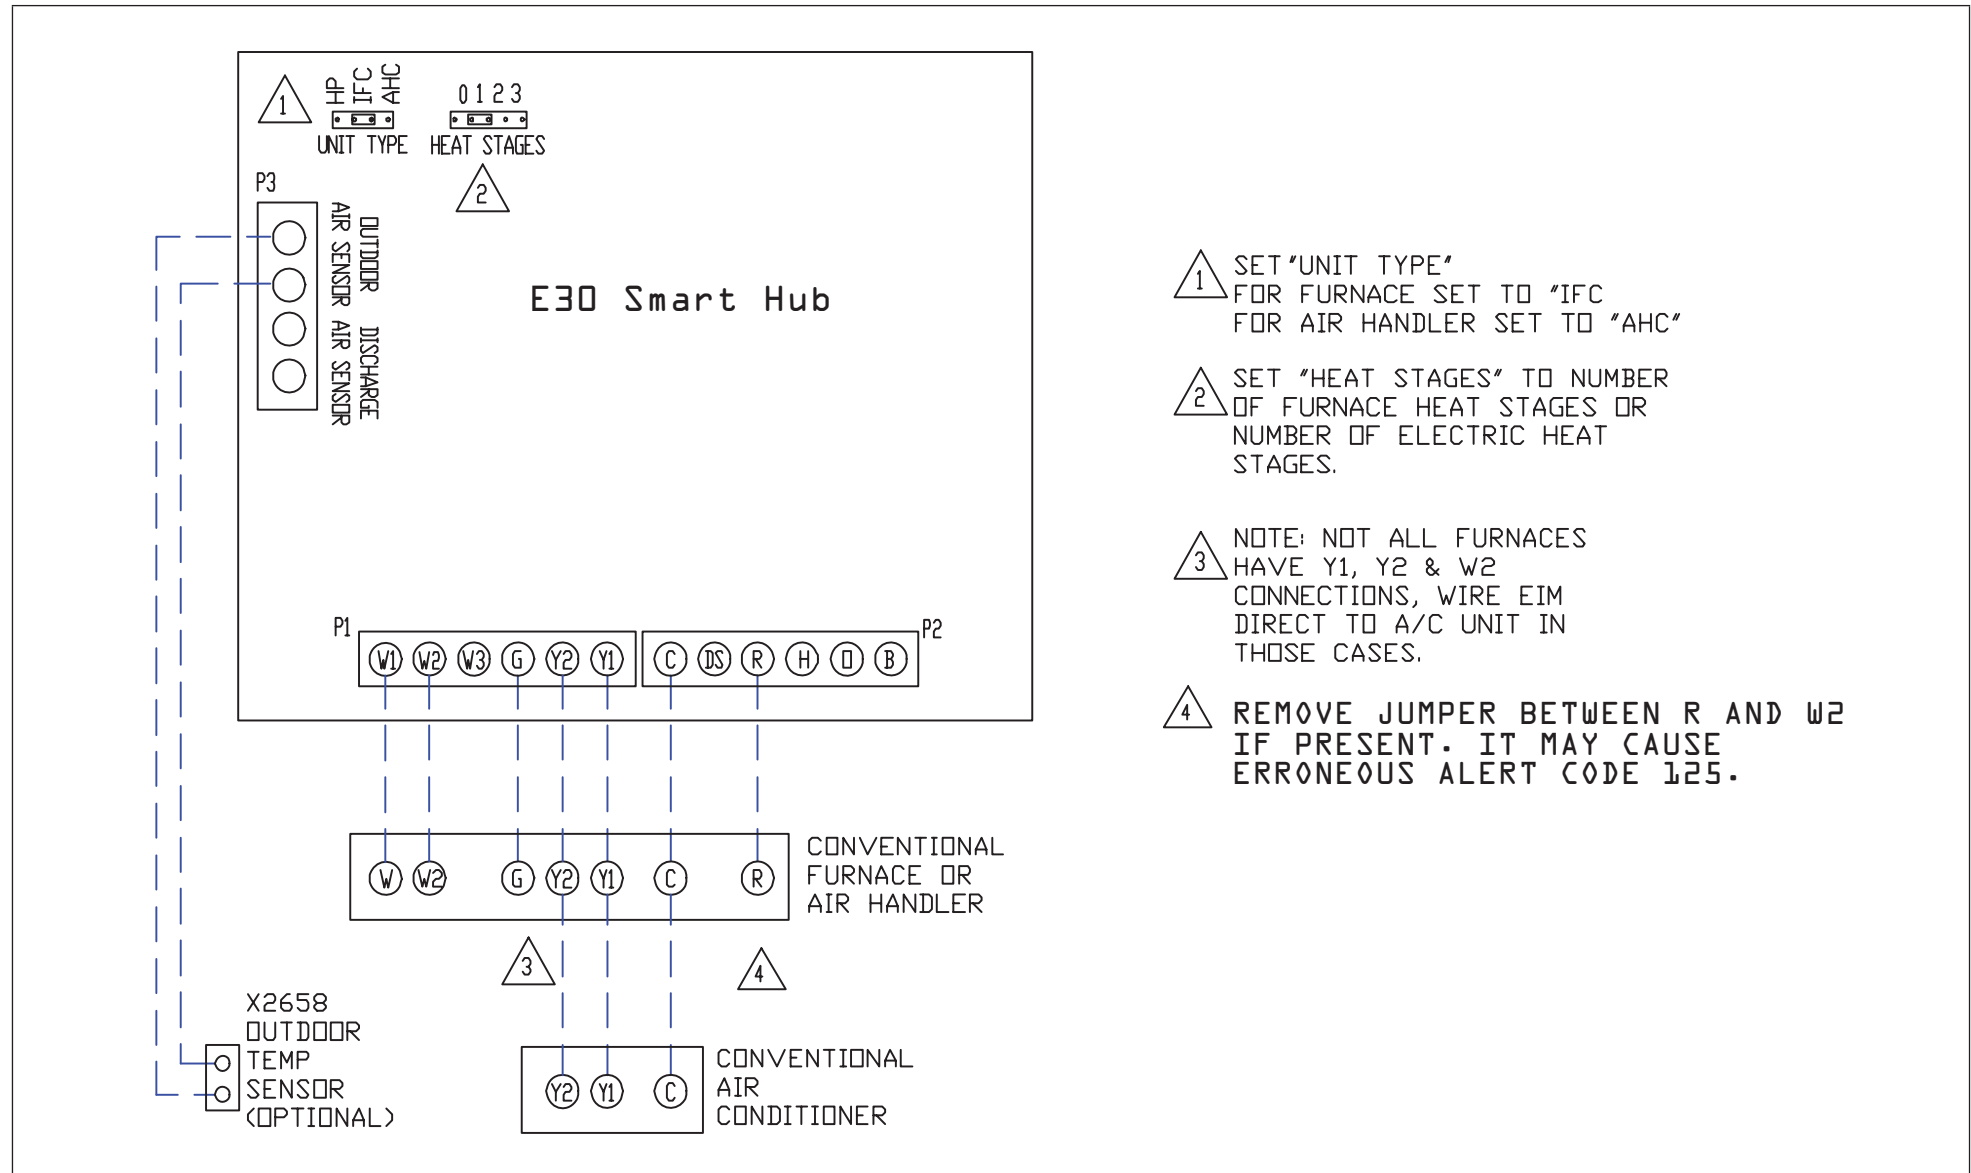 HP
IFC
AHC
0 1 2 3
1
UNIT TYPE
HEAT STAGES
2
P3
OUTDOOR
AIR SENSOR
DISCHARGE
AIR SENSOR
E30 Smart Hub
P1
W1 W2 W3 G Y2 Y1
C DS R H O B
P2
W W2 G Y2 Y1 C R
CONVENTIONAL
FURNACE OR
AIR HANDLER
3
4
X2658
OUTDOOR
TEMP
SENSOR
(OPTIONAL)
Y2 Y1 C
CONVENTIONAL
AIR
CONDITIONER
1
SET "UNIT TYPE"
FOR FURNACE SET TO "IFC
FOR AIR HANDLER SET TO "AHC"
2
SET "HEAT STAGES" TO NUMBER
OF FURNACE HEAT STAGES OR
NUMBER OF ELECTRIC HEAT
STAGES.
3
NOTE: NOT ALL FURNACES
HAVE Y1, Y2 & W2
CONNECTIONS, WIRE EIM
DIRECT TO A/C UNIT IN
THOSE CASES.
4
REMOVE JUMPER BETWEEN R AND W2
IF PRESENT. IT MAY CAUSE
ERRONEOUS ALERT CODE 125.